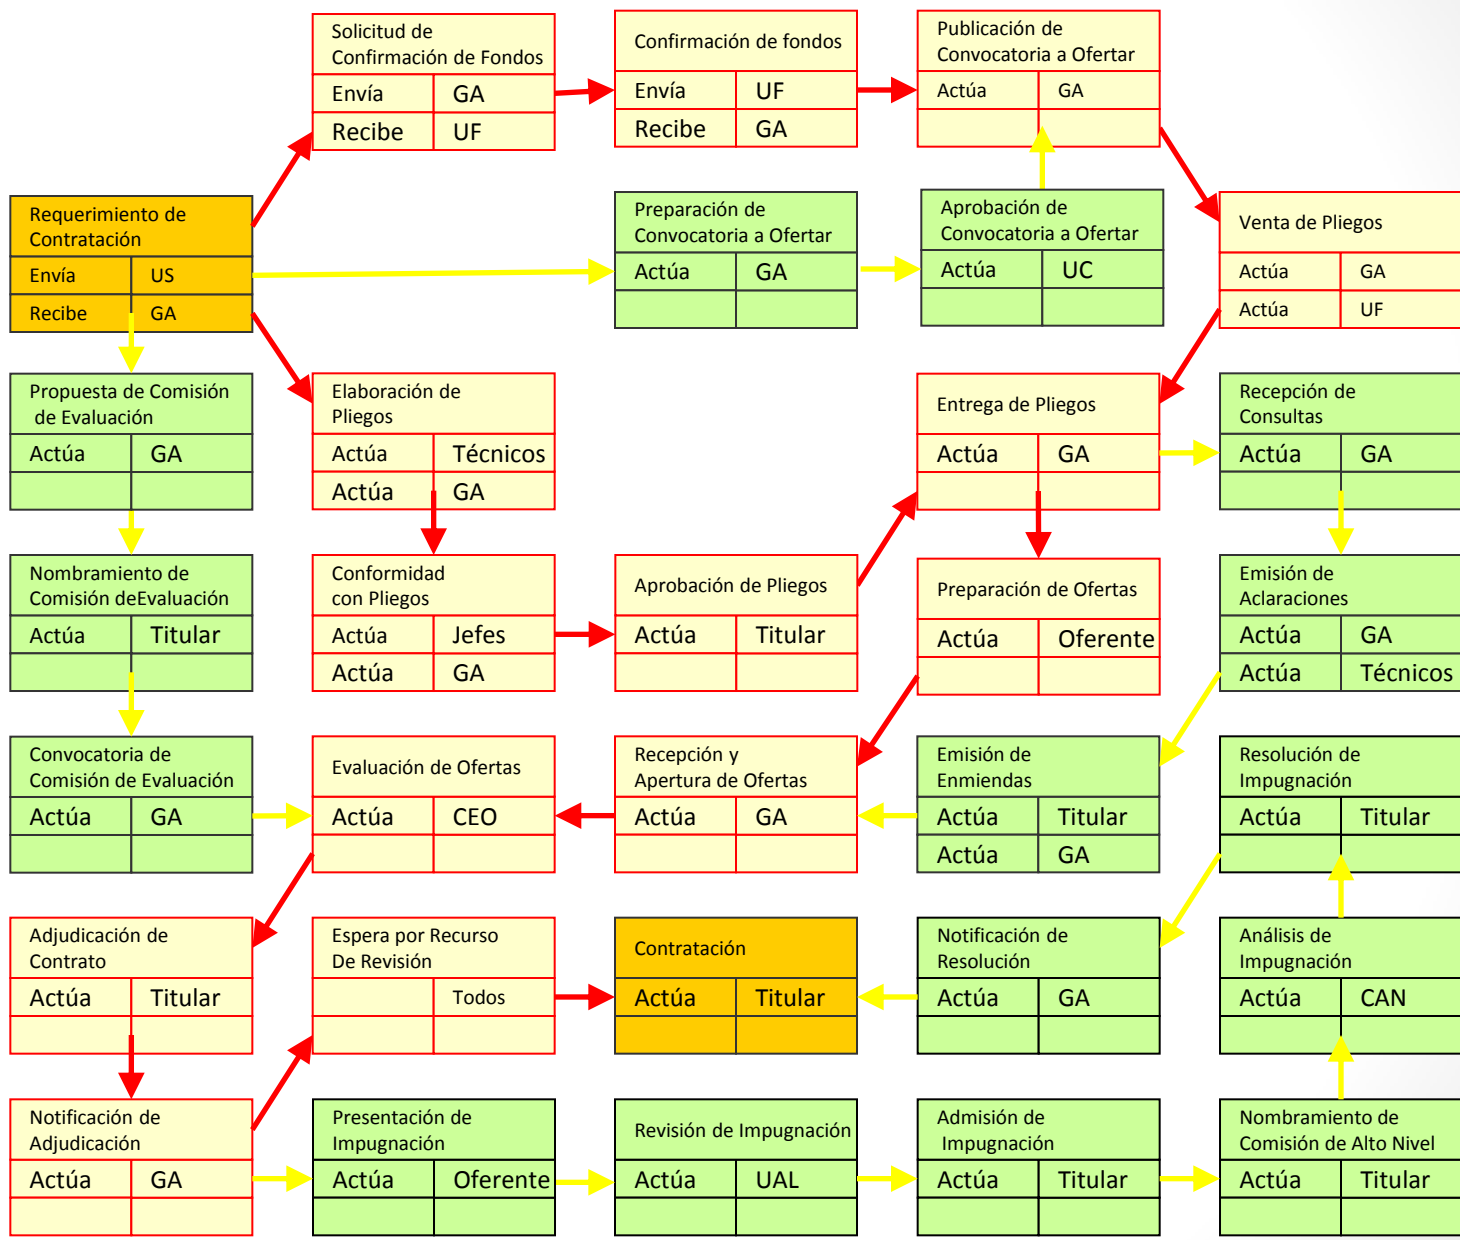 Solicitud de
Confirmación de Fondos
Envía GA
Recibe UF
Confirmación de fondos
Envía UF
Recibe GA
Publicación de
Convocatoria a Ofertar
Actúa GA
Requerimiento de
Contratación
Envía US
Recibe GA
Preparación de
Convocatoria a Ofertar
Actúa GA
Aprobación de
Convocatoria a Ofertar
Actúa UC
Venta de Pliegos
Actúa GA
Actúa UF
Propuesta de Comisión
de Evaluación
Actúa GA
Elaboración de
Pliegos
Actúa Técnicos
Actúa GA
Entrega de Pliegos
Actúa GA
Recepción de
Consultas
Actúa GA
Nombramiento de
Comisión deEvaluación
Actúa Titular
Conformidad
con Pliegos
Actúa Jefes
Actúa GA
Aprobación de Pliegos
Actúa Titular
Preparación de Ofertas
Actúa Oferente
Emisión de
Aclaraciones
Actúa GA
Actúa Técnicos
Convocatoria de
Comisión de Evaluación
Actúa GA
Evaluación de Ofertas
Actúa CEO
Recepción y
Apertura de Ofertas
Actúa GA
Emisión de
Enmiendas
Actúa Titular
Actúa GA
Resolución de
Impugnación
Actúa Titular
Adjudicación de
Contrato
Actúa Titular
Espera por Recurso
De Revisión
Todos
Contratación
Actúa Titular
Notificación de
Resolución
Actúa GA
Análisis de
Impugnación
Actúa CAN
Notificación de
Adjudicación
Actúa GA
Presentación de
Impugnación
Actúa Oferente
Revisión de Impugnación
Actúa UAL
Admisión de
Impugnación
Actúa Titular
Nombramiento de
Comisión de Alto Nivel
Actúa Titular